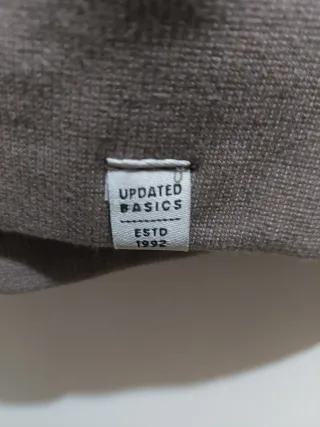 UPDATED
BASICS
ESTD
1992